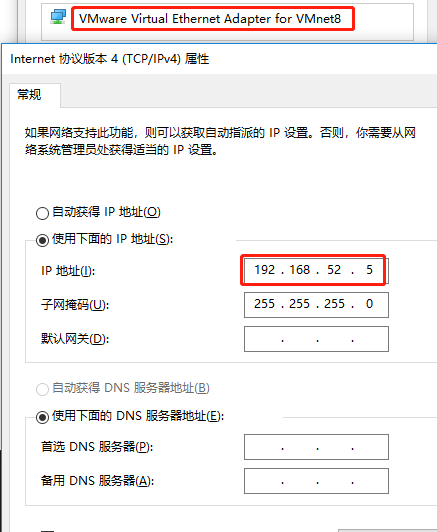 VMware Virtual Ethernet Adapter for VMnet8
Internet 协议版本 4 (TCP/IPv4) 属性
常规
如果网络支持此功能，则可以获取自动指派的 IP 设置。否则，你需要从网
络系统管理员处获得适当的 IP 设置。
自动获得 IP 地址(O)
使用下面的 IP 地址(S):
IP 地址(I): 192 . 168 . 52 . 5
子网掩码(U): 255 . 255 . 255 . 0
默认网关(D): . . .
自动获得 DNS 服务器地址(B)
使用下面的 DNS 服务器地址(E):
首选 DNS 服务器(P): . . .
备用 DNS 服务器(A): . . .